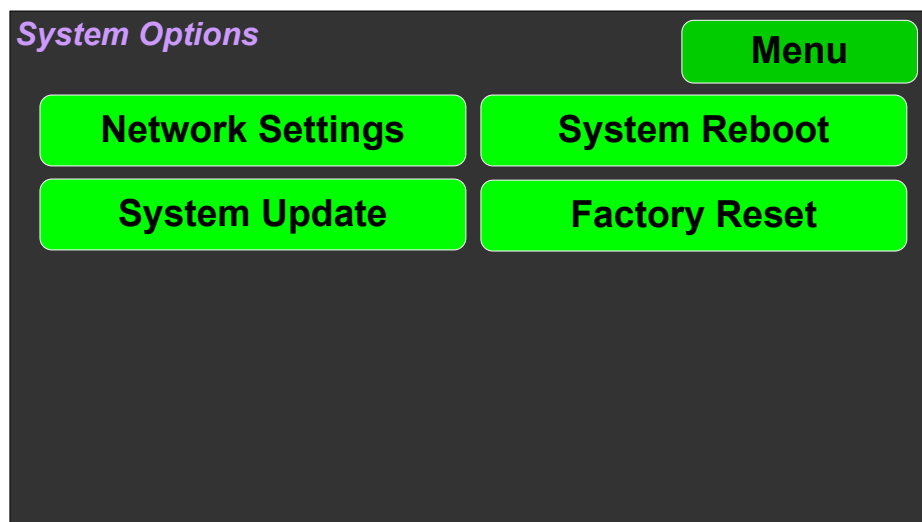 System Options
Menu
Network Settings
System Reboot
System Update
Factory Reset